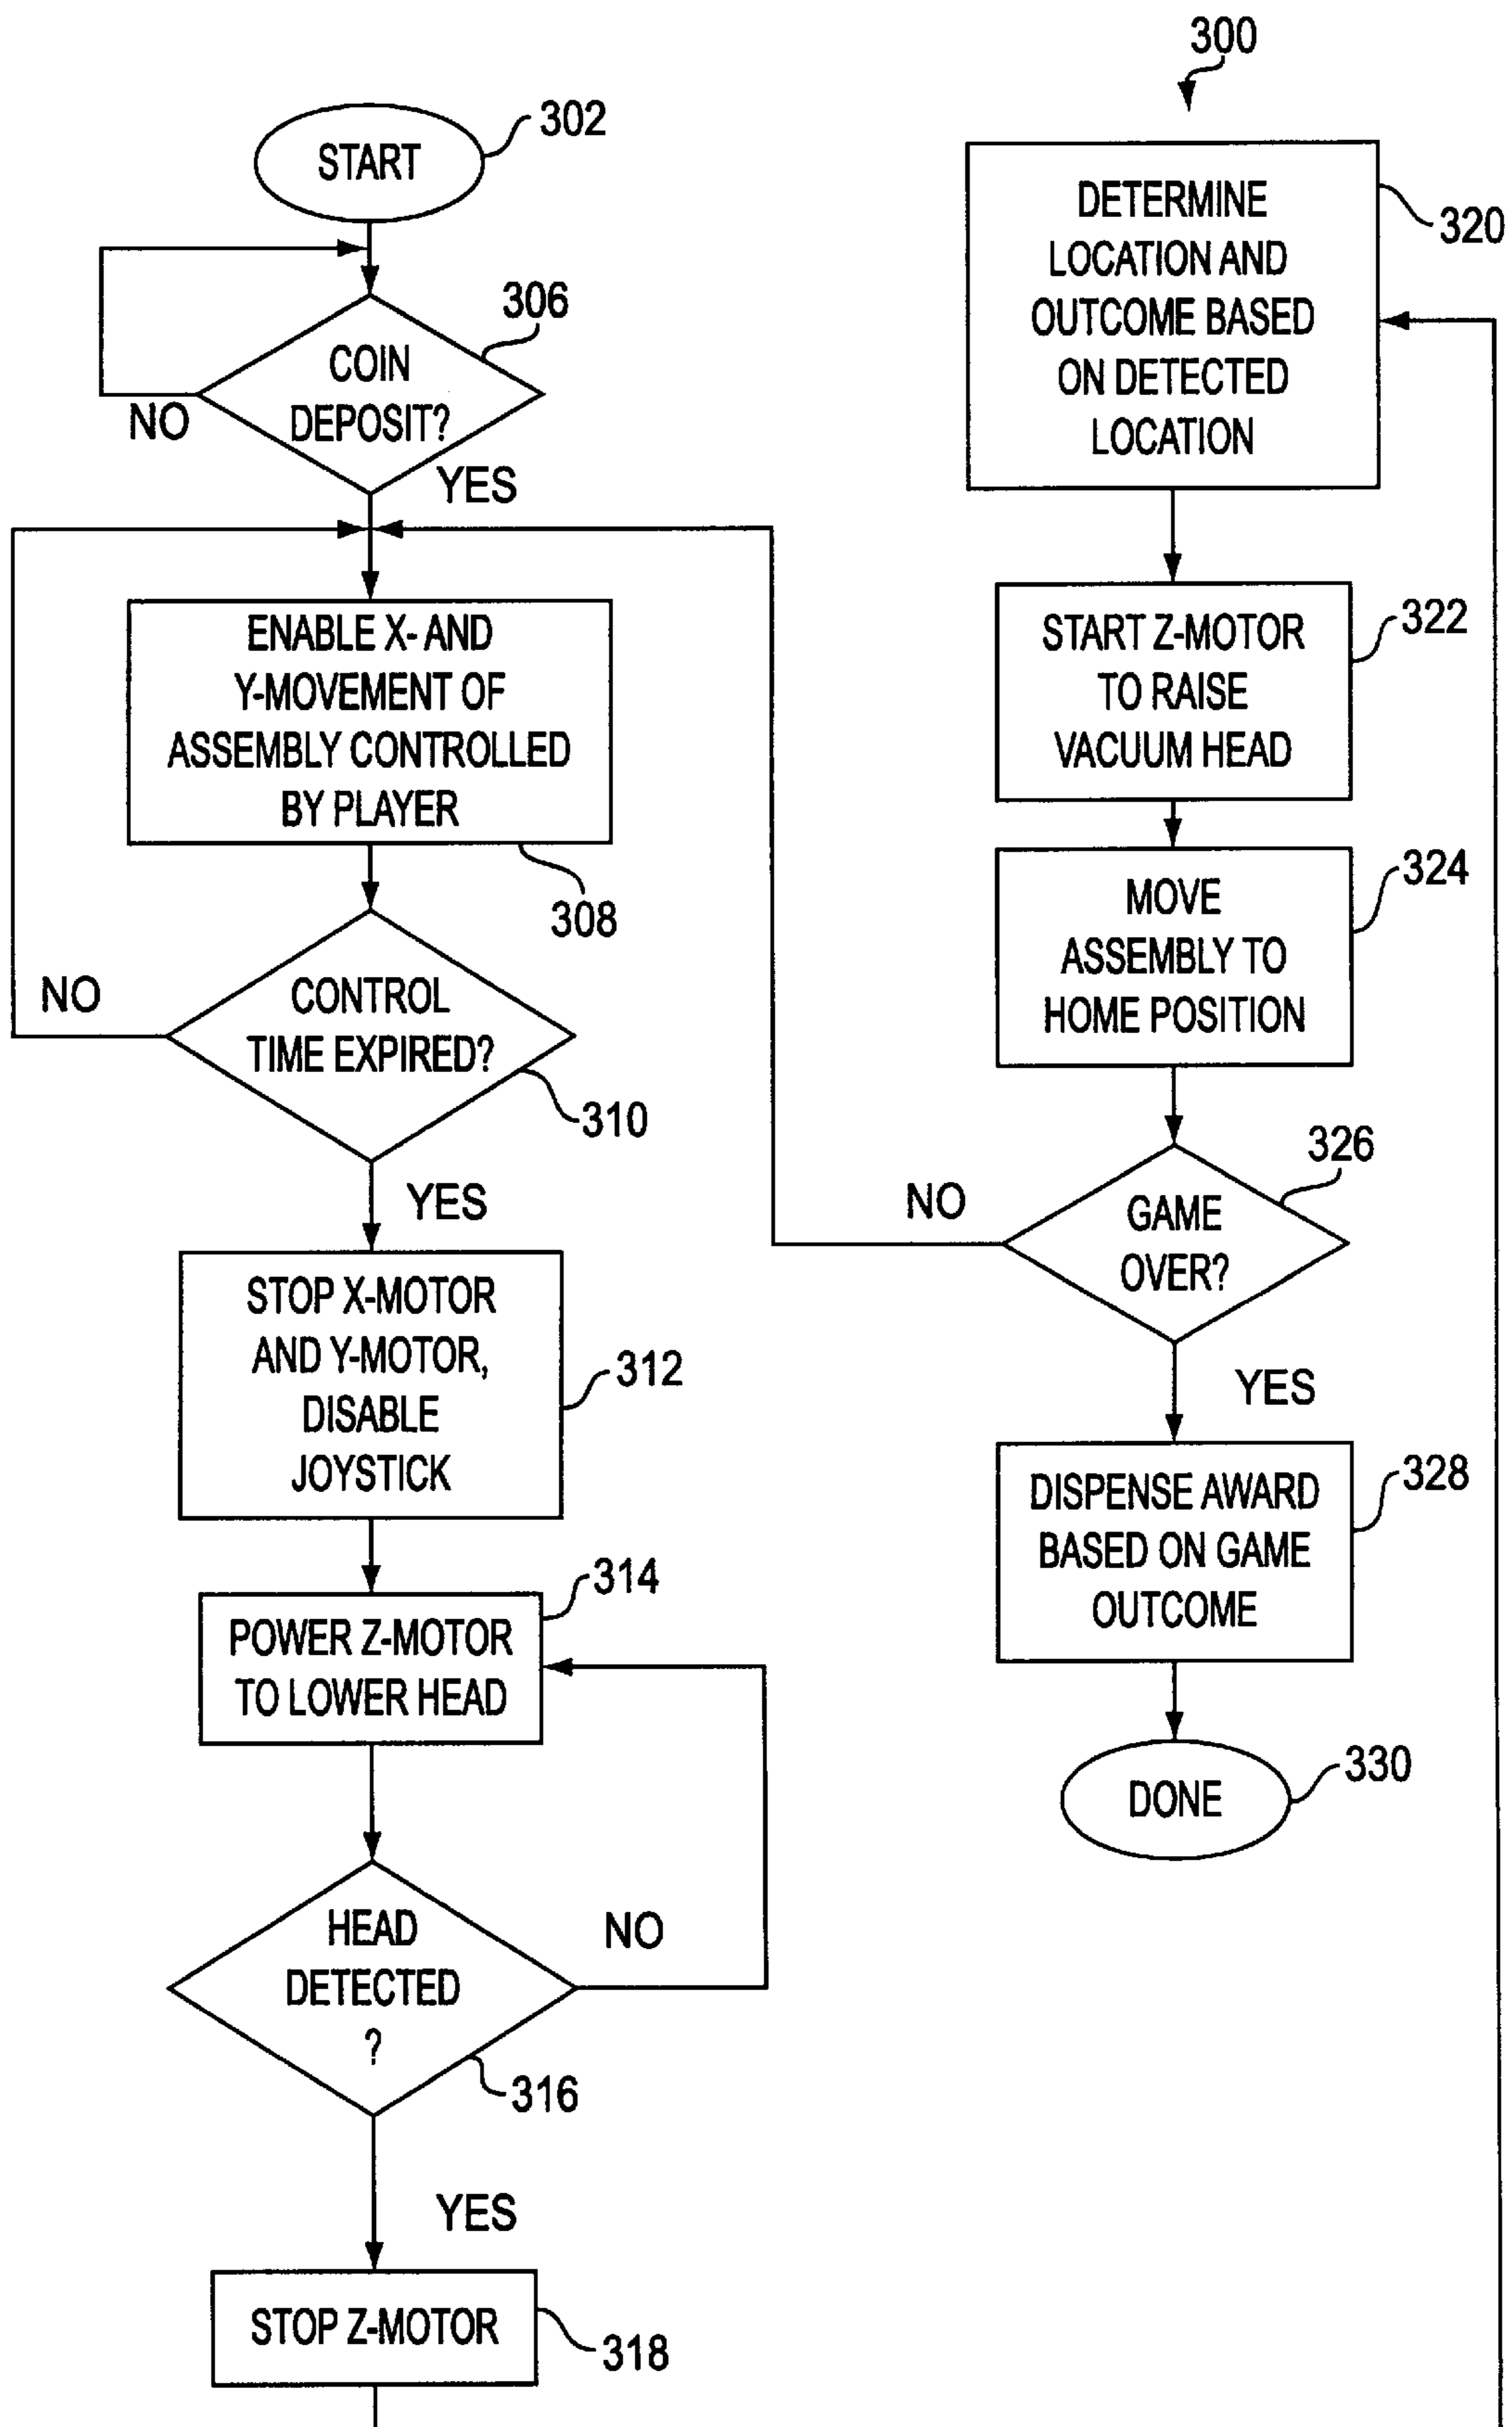 300
START
302
COIN
DEPOSIT?
306
NO
YES
ENABLE X- AND
Y-MOVEMENT OF
ASSEMBLY CONTROLLED
BY PLAYER
308
CONTROL
TIME EXPIRED?
310
NO
YES
STOP X-MOTOR
AND Y-MOTOR,
DISABLE
JOYSTICK
312
POWER Z-MOTOR
TO LOWER HEAD
314
HEAD
DETECTED
?
316
NO
YES
STOP Z-MOTOR
318
DETERMINE
LOCATION AND
OUTCOME BASED
ON DETECTED
LOCATION
320
START Z-MOTOR
TO RAISE
VACUUM HEAD
322
MOVE
ASSEMBLY TO
HOME POSITION
324
GAME
OVER?
326
NO
YES
DISPENSE AWARD
BASED ON GAME
OUTCOME
328
DONE
330